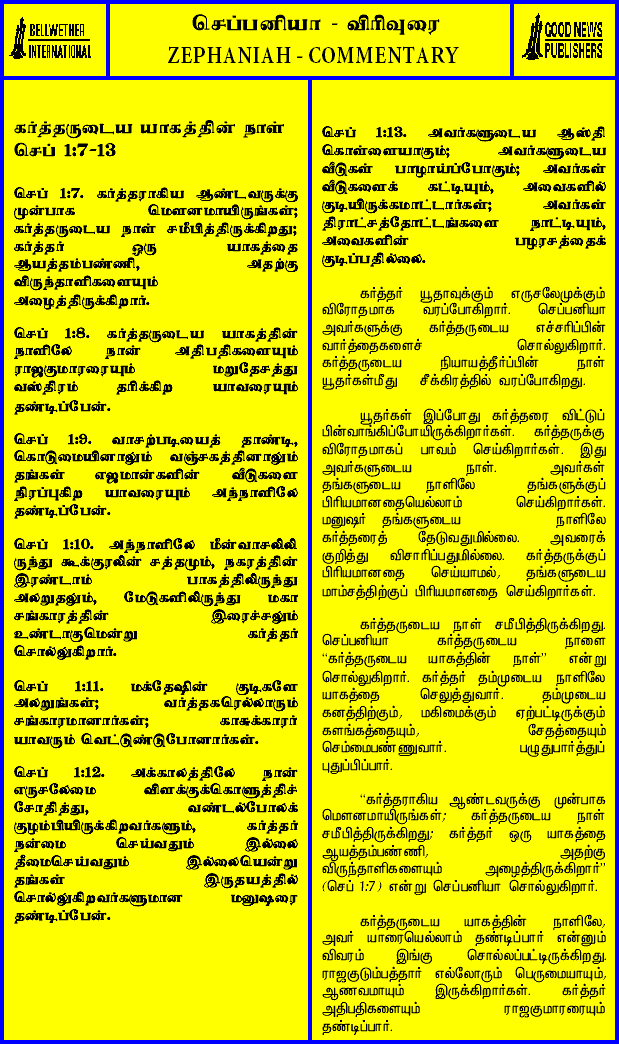 BELLWETHER
INTERNATIONAL
செப்பனியா - விரிவுரை
ZEPHANIAH - COMMENTARY
GOOD NEWS
PUBLISHERS
கர்த்தருடைய யாகத்தின் நாள்
செப் 1:7-13
செப் 1:7. கர்த்தராகிய ஆண்டவருக்கு
முன்பாக மௌனமாயிருங்கள்;
கர்த்தருடைய நாள் சமீபித்திருக்கிறது;
கர்த்தர் ஒரு யாகத்தை
ஆயத்தம்பண்ணி, அதற்கு
விருந்தாளிகளையும்
அழைத்திருக்கிறார்.
செப் 1:8. கர்த்தருடைய யாகத்தின்
நாளிலே நான் அதிபதிகளையும்
ராஜகுமாரரையும் மறுதேசத்து
வஸ்திரம் தரிக்கிற யாவரையும்
தண்டிப்பேன்.
செப் 1:9. வாசற்படியைத் தாண்டி,
கொடுமையினாலும் வஞ்சகத்தினாலும்
தங்கள் எஜமான்களின் வீடுகளை
நிரப்புகிற யாவரையும் அந்நாளிலே
தண்டிப்பேன்.
செப் 1:10. அந்நாளிலே மீன்வாசலிலி
ருந்து கூக்குரலின் சத்தமும், நகரத்தின்
இரண்டாம் பாகத்திலிருந்து
அலறுதலும், மேடுகளிலிருந்து மகா
சங்காரத்தின் இரைச்சலும்
உண்டாகுமென்று கர்த்தர்
சொல்லுகிறார்.
செப் 1:11. மக்தேஷின் குடிகளே
அலறுங்கள்; வர்த்தகரெல்லாரும்
சங்காரமானார்கள்; காசுக்காரர்
யாவரும் வெட்டுண்டுபோனார்கள்.
செப் 1:12. அக்காலத்திலே நான்
எருசலேமை விளக்குக்கொளுத்திச்
சோதித்து, வண்டல்போலக்
குழம்பியிருக்கிறவர்களும், கர்த்தர்
நன்மை செய்வதும் இல்லை
தீமைசெய்வதும் இல்லையென்று
தங்கள் இருதயத்தில்
சொல்லுகிறவர்களுமான மனுஷரை
தண்டிப்பேன்.
செப் 1:13. அவர்களுடைய ஆஸ்தி
கொள்ளையாகும்; அவர்களுடைய
வீடுகள் பாழாய்ப்போகும்; அவர்கள்
வீடுகளைக் கட்டியும், அவைகளில்
குடியிருக்கமாட்டார்கள்; அவர்கள்
திராட்சத்தோட்டங்களை நாட்டியும்,
அவைகளின் பழரசத்தைக்
குடிப்பதில்லை.
கர்த்தர் யூதாவுக்கும் எருசலேமுக்கும்
விரோதமாக வரப்போகிறார். செப்பனியா
அவர்களுக்கு கர்த்தருடைய எச்சரிப்பின்
வார்த்தைகளைச் சொல்லுகிறார்.
கர்த்தருடைய நியாயத்தீர்ப்பின் நாள்
யூதர்கள்மீது சீக்கிரத்தில் வரப்போகிறது.
யூதர்கள் இப்போது கர்த்தரை விட்டுப்
பின்வாங்கிப்போயிருக்கிறார்கள். கர்த்தருக்கு
விரோதமாகப் பாவம் செய்கிறார்கள். இது
அவர்களுடைய நாள். அவர்கள்
தங்களுடைய நாளிலே தங்களுக்குப்
பிரியமானதையெல்லாம் செய்கிறார்கள்.
மனுஷர் தங்களுடைய நாளிலே
கர்த்தரைத் தேடுவதுமில்லை. அவரைக்
குறித்து விசாரிப்பதுமில்லை. கர்த்தருக்குப்
பிரியமானதை செய்யாமல், தங்களுடைய
மாம்சத்திற்குப் பிரியமானதை செய்கிறார்கள்.
கர்த்தருடைய நாள் சமீபித்திருக்கிறது.
செப்பனியா கர்த்தருடைய நாளை
“கர்த்தருடைய யாகத்தின் நாள்” என்று
சொல்லுகிறார். கர்த்தர் தம்முடைய நாளிலே
யாகத்தை செலுத்துவார். தம்முடைய
கனத்திற்கும், மகிமைக்கும் ஏற்பட்டிருக்கும்
களங்கத்தையும், சேதத்தையும்
செம்மைபண்ணுவார். பழுதுபார்த்துப்
புதுப்பிப்பார்.
“கர்த்தராகிய ஆண்டவருக்கு முன்பாக
மௌனமாயிருங்கள்; கர்த்தருடைய நாள்
சமீபித்திருக்கிறது; கர்த்தர் ஒரு யாகத்தை
ஆயத்தம்பண்ணி, அதற்கு
விருந்தாளிகளையும் அழைத்திருக்கிறார்”
(செப் 1:7) என்று செப்பனியா சொல்லுகிறார்.
கர்த்தருடைய யாகத்தின் நாளிலே,
அவர் யாரையெல்லாம் தண்டிப்பார் என்னும்
விவரம் இங்கு சொல்லப்பட்டிருக்கிறது.
ராஜகுடும்பத்தார் எல்லோரும் பெருமையாயும்,
ஆணவமாயும் இருக்கிறார்கள். கர்த்தர்
அதிபதிகளையும் ராஜகுமாரரையும்
தண்டிப்பார்.